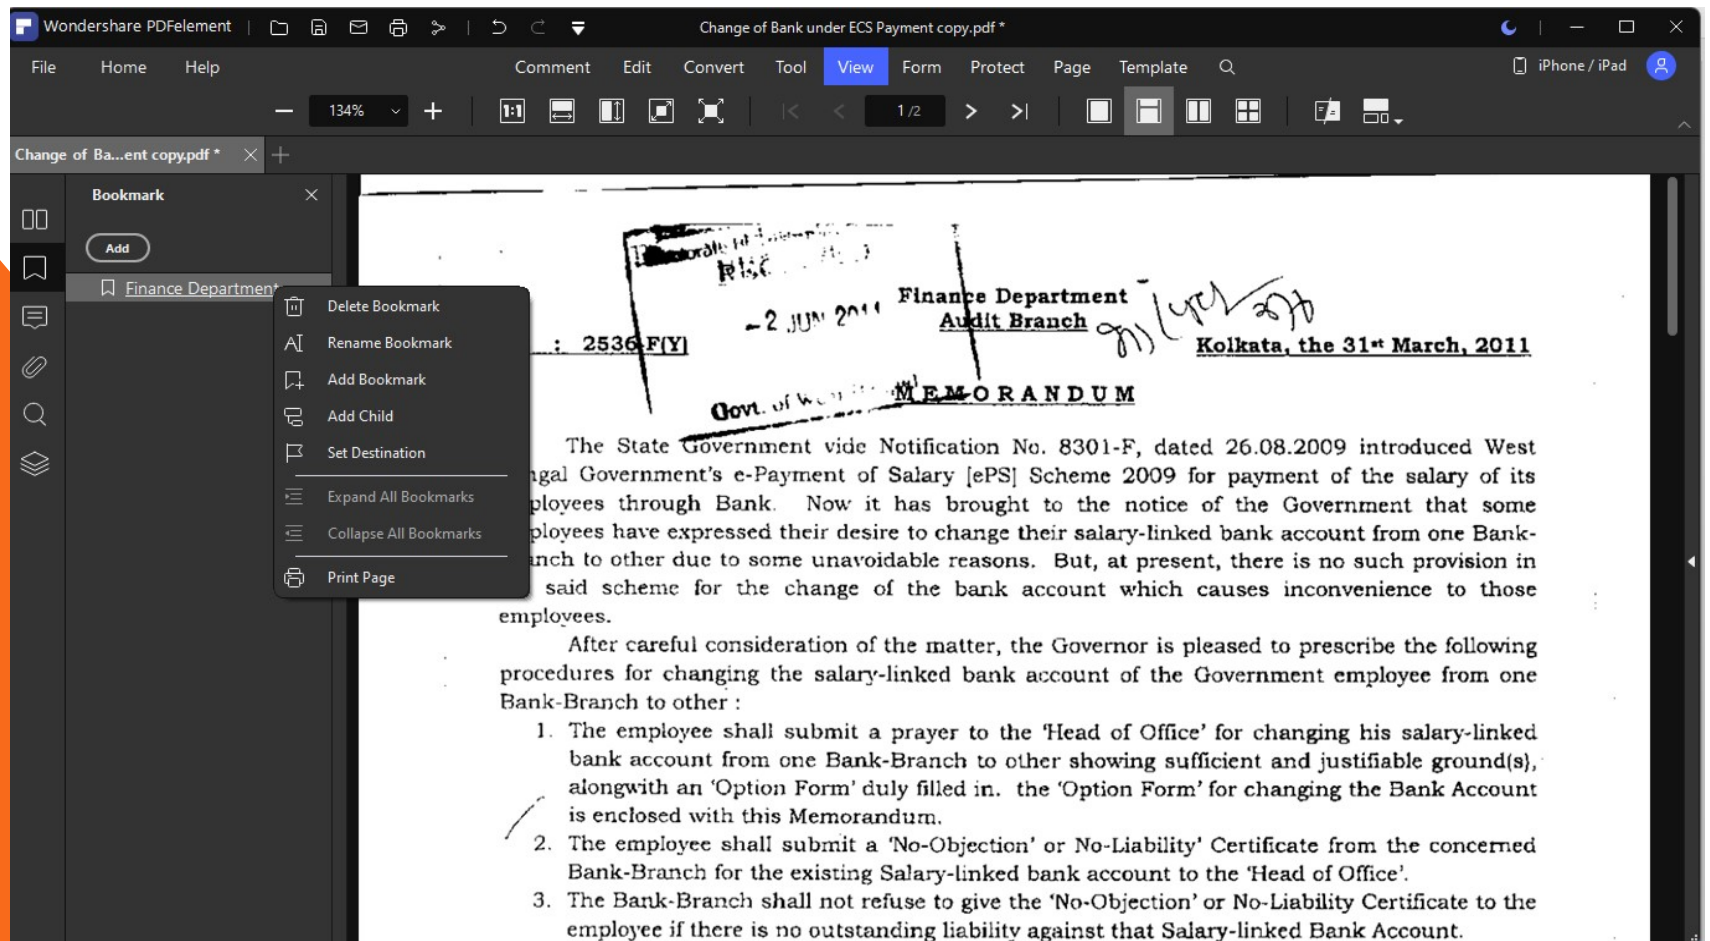 Wondershare PDFelement
Change of Bank under ECS Payment copy.pdf *
File Home Help Comment Edit Convert Tool View Form Protect Page Template iPhone / iPad
134% 1:1 1 /2
Change of Ba...ent copy.pdf *
Bookmark
Add
Finance Department
Delete Bookmark
Rename Bookmark
Add Bookmark
Add Child
Set Destination
Expand All Bookmarks
Collapse All Bookmarks
Print Page
- 2 JUN 2011
Govt. of
Finance Department
Audit Branch
: 2536-F(Y)
Kolkata, the 31st March, 2011
MEMORANDUM
The State Government vide Notification No. 8301-F, dated 26.08.2009 introduced West
ngal Government's e-Payment of Salary [ePS] Scheme 2009 for payment of the salary of its
ployees through Bank. Now it has brought to the notice of the Government that some
ployees have expressed their desire to change their salary-linked bank account from one Bank-
anch to other due to some unavoidable reasons. But, at present, there is no such provision in
said scheme for the change of the bank account which causes inconvenience to those
employees.
After careful consideration of the matter, the Governor is pleased to prescribe the following
procedures for changing the salary-linked bank account of the Government employee from one
Bank-Branch to other :
1. The employee shall submit a prayer to the 'Head of Office' for changing his salary-linked
bank account from one Bank-Branch to other showing sufficient and justifiable ground(s),
alongwith an 'Option Form' duly filled in. the 'Option Form' for changing the Bank Account
is enclosed with this Memorandum.
2. The employee shall submit a 'No-Objection' or No-Liability' Certificate from the concerned
Bank-Branch for the existing Salary-linked bank account to the 'Head of Office'.
3. The Bank-Branch shall not refuse to give the 'No-Objection' or No-Liability Certificate to the
employee if there is no outstanding liability against that Salary-linked Bank Account.